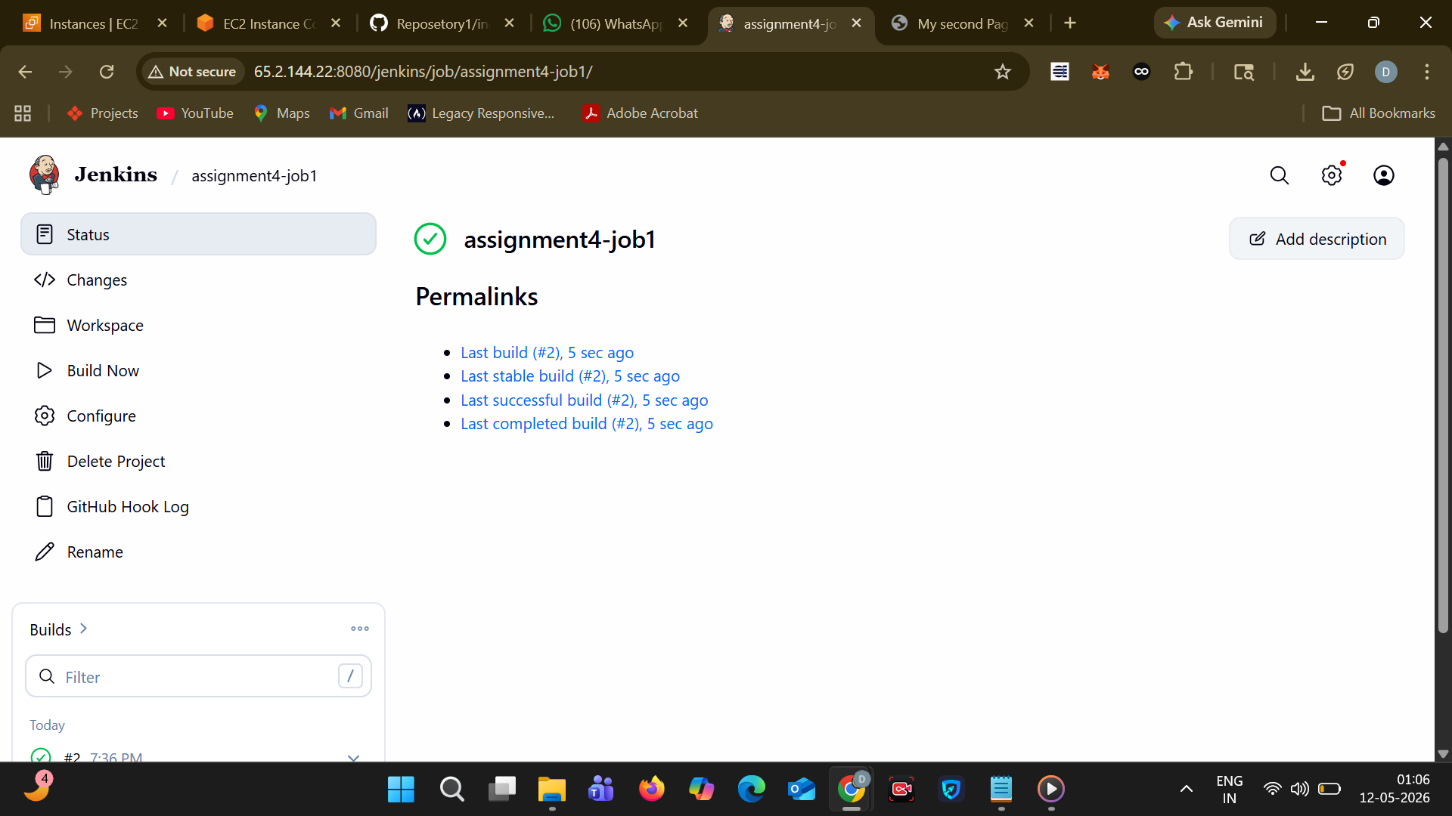 Instances | EC2
EC2 Instance Co
Reposetory1/in
(106) WhatsApp
assignment4-jo
My second Pag
Ask Gemini
Not secure
65.2.144.22:8080/jenkins/job/assignment4-job1/
D
Projects
YouTube
Maps
Gmail
Legacy Responsive...
Adobe Acrobat
All Bookmarks
Jenkins / assignment4-job1
Status
Changes
Workspace
Build Now
Configure
Delete Project
GitHub Hook Log
Rename
Builds
Filter
/
Today
#2 7:36 PM
assignment4-job1
Add description
Permalinks
Last build (#2), 5 sec ago
Last stable build (#2), 5 sec ago
Last successful build (#2), 5 sec ago
Last completed build (#2), 5 sec ago
4
D
ENG
IN
01:06
12-05-2026